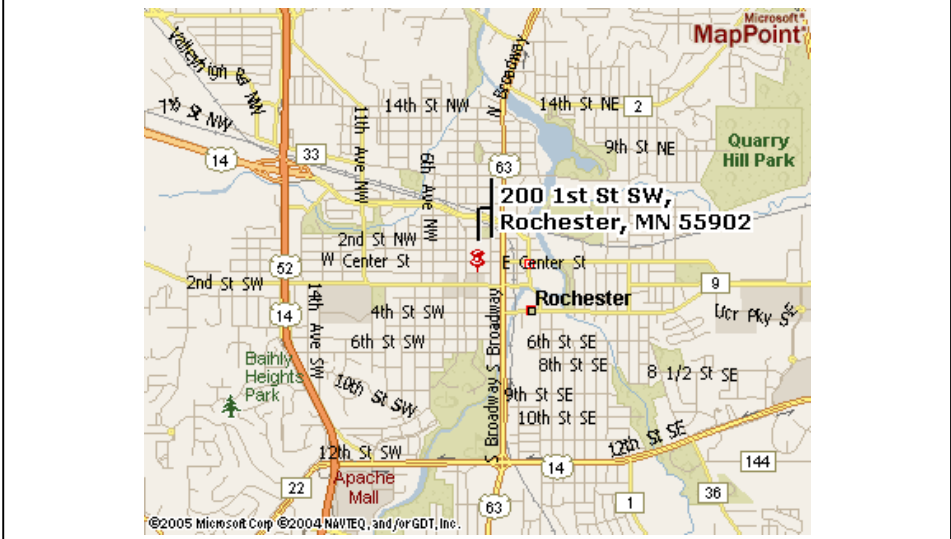 Microsoft®
MapPoint®
Valleyhigh Rd NW
N Broadway
7th St NW
14th St NW
14th St NE
2
11th Ave NW
9th St NE
Quarry
Hill Park
14
33
6th Ave NW
63
200 1st St SW,
Rochester, MN 55902
2nd St NW
W Center St
E Center St
52
2nd St SW
9
Rochester
14
14th Ave SW
4th St SW
Ucr Pky SE
6th St SW
6th St SE
S Broadway S Broadway
Baihly
Heights
Park
8th St SE
8 1/2 St SE
10th St SW
9th St SE
10th St SE
12th St SE
12th St SW
14
144
Apache
Mall
22
36
1
63
©2005 Microsoft Corp ©2004 NAVTEQ, and/or GDT, Inc.